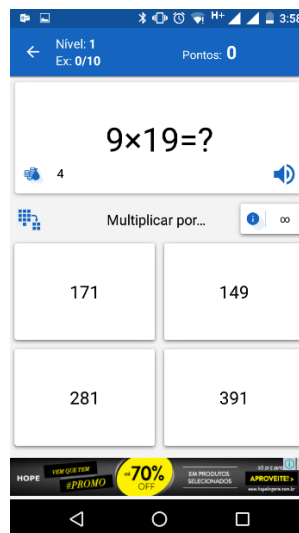 H+ 3:58
Nível: 1
Ex: 0/10
Pontos: 0
9×19=?
4
Multiplicar por...
∞
171
149
281
391
HOPE
VEM QUE TEM
#PROMO
70%
OFF
EM PRODUTOS
SELECIONADOS
APROVEITE! >